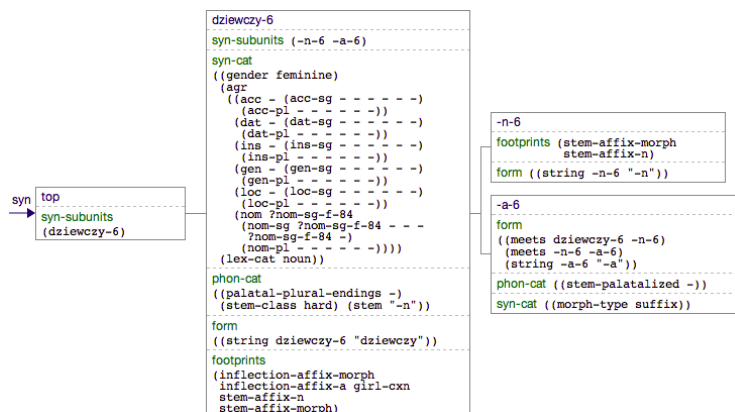 syn
top
syn-subunits
(dziewczy-6)
dziewczy-6
syn-subunits (-n-6 -a-6)
syn-cat
((gender feminine)
(agr
((acc - (acc-sg - - - - - -)
(acc-pl - - - - - -))
(dat - (dat-sg - - - - - -)
(dat-pl - - - - - -))
(ins - (ins-sg - - - - - -)
(ins-pl - - - - - -))
(gen - (gen-sg - - - - - -)
(gen-pl - - - - - -))
(loc - (loc-sg - - - - - -)
(loc-pl - - - - - -))
(nom ?nom-sg-f-84
(nom-sg ?nom-sg-f-84 - - -
?nom-sg-f-84 -)
(nom-pl - - - - - -))))
(lex-cat noun))
phon-cat
((palatal-plural-endings -)
(stem-class hard) (stem "-n"))
form
((string dziewczy-6 "dziewczy"))
footprints
(inflection-affix-morph
inflection-affix-a girl-cxn
stem-affix-n
stem-affix-morph)
-n-6
footprints (stem-affix-morph
stem-affix-n)
form ((string -n-6 "-n"))
-a-6
form
((meets dziewczy-6 -n-6)
(meets -n-6 -a-6)
(string -a-6 "-a"))
phon-cat ((stem-palatalized -))
syn-cat ((morph-type suffix))